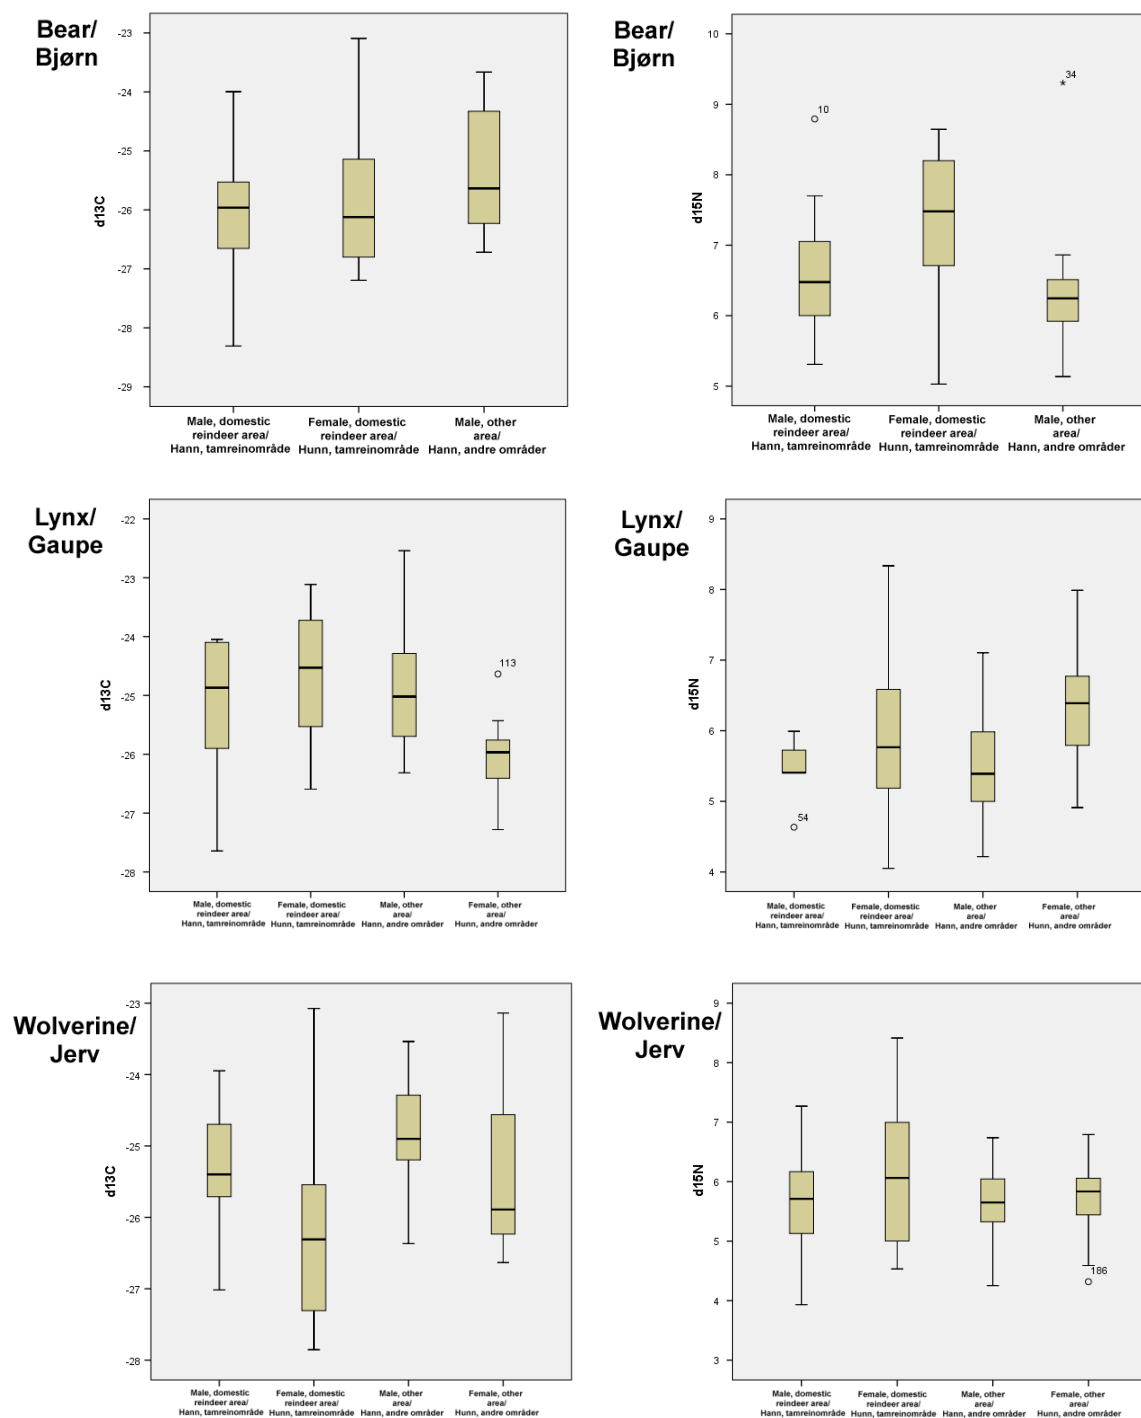 Bear/
Bjørn
-23
-24
-25
-26
-27
-28
-29
d13C
Male, domestic
reindeer area/
Hann, tamreinområde
Female, domestic
reindeer area/
Hunn, tamreinområde
Male, other
area/
Hann, andre områder
Bear/
Bjørn
10
9
8
7
6
5
d15N
10
34
Male, domestic
reindeer area/
Hann, tamreinområde
Female, domestic
reindeer area/
Hunn, tamreinområde
Male, other
area/
Hann, andre områder
Lynx/
Gaupe
-22
-23
-24
-25
-26
-27
-28
d13C
113
Male, domestic
reindeer area/
Hann, tamreinområde
Female, domestic
reindeer area/
Hunn, tamreinområde
Male, other
area/
Hann, andre områder
Female, other
area/
Hunn, andre områder
Lynx/
Gaupe
9
8
7
6
5
4
d15N
54
Male, domestic
reindeer area/
Hann, tamreinområde
Female, domestic
reindeer area/
Hunn, tamreinområde
Male, other
area/
Hann, andre områder
Female, other
area/
Hunn, andre områder
Wolverine/
Jerv
-23
-24
-25
-26
-27
-28
d13C
Male, domestic
reindeer area/
Hann, tamreinområde
Female, domestic
reindeer area/
Hunn, tamreinområde
Male, other
area/
Hann, andre områder
Female, other
area/
Hunn, andre områder
Wolverine/
Jerv
9
8
7
6
5
4
3
d15N
186
Male, domestic
reindeer area/
Hann, tamreinområde
Female, domestic
reindeer area/
Hunn, tamreinområde
Male, other
area/
Hann, andre områder
Female, other
area/
Hunn, andre områder